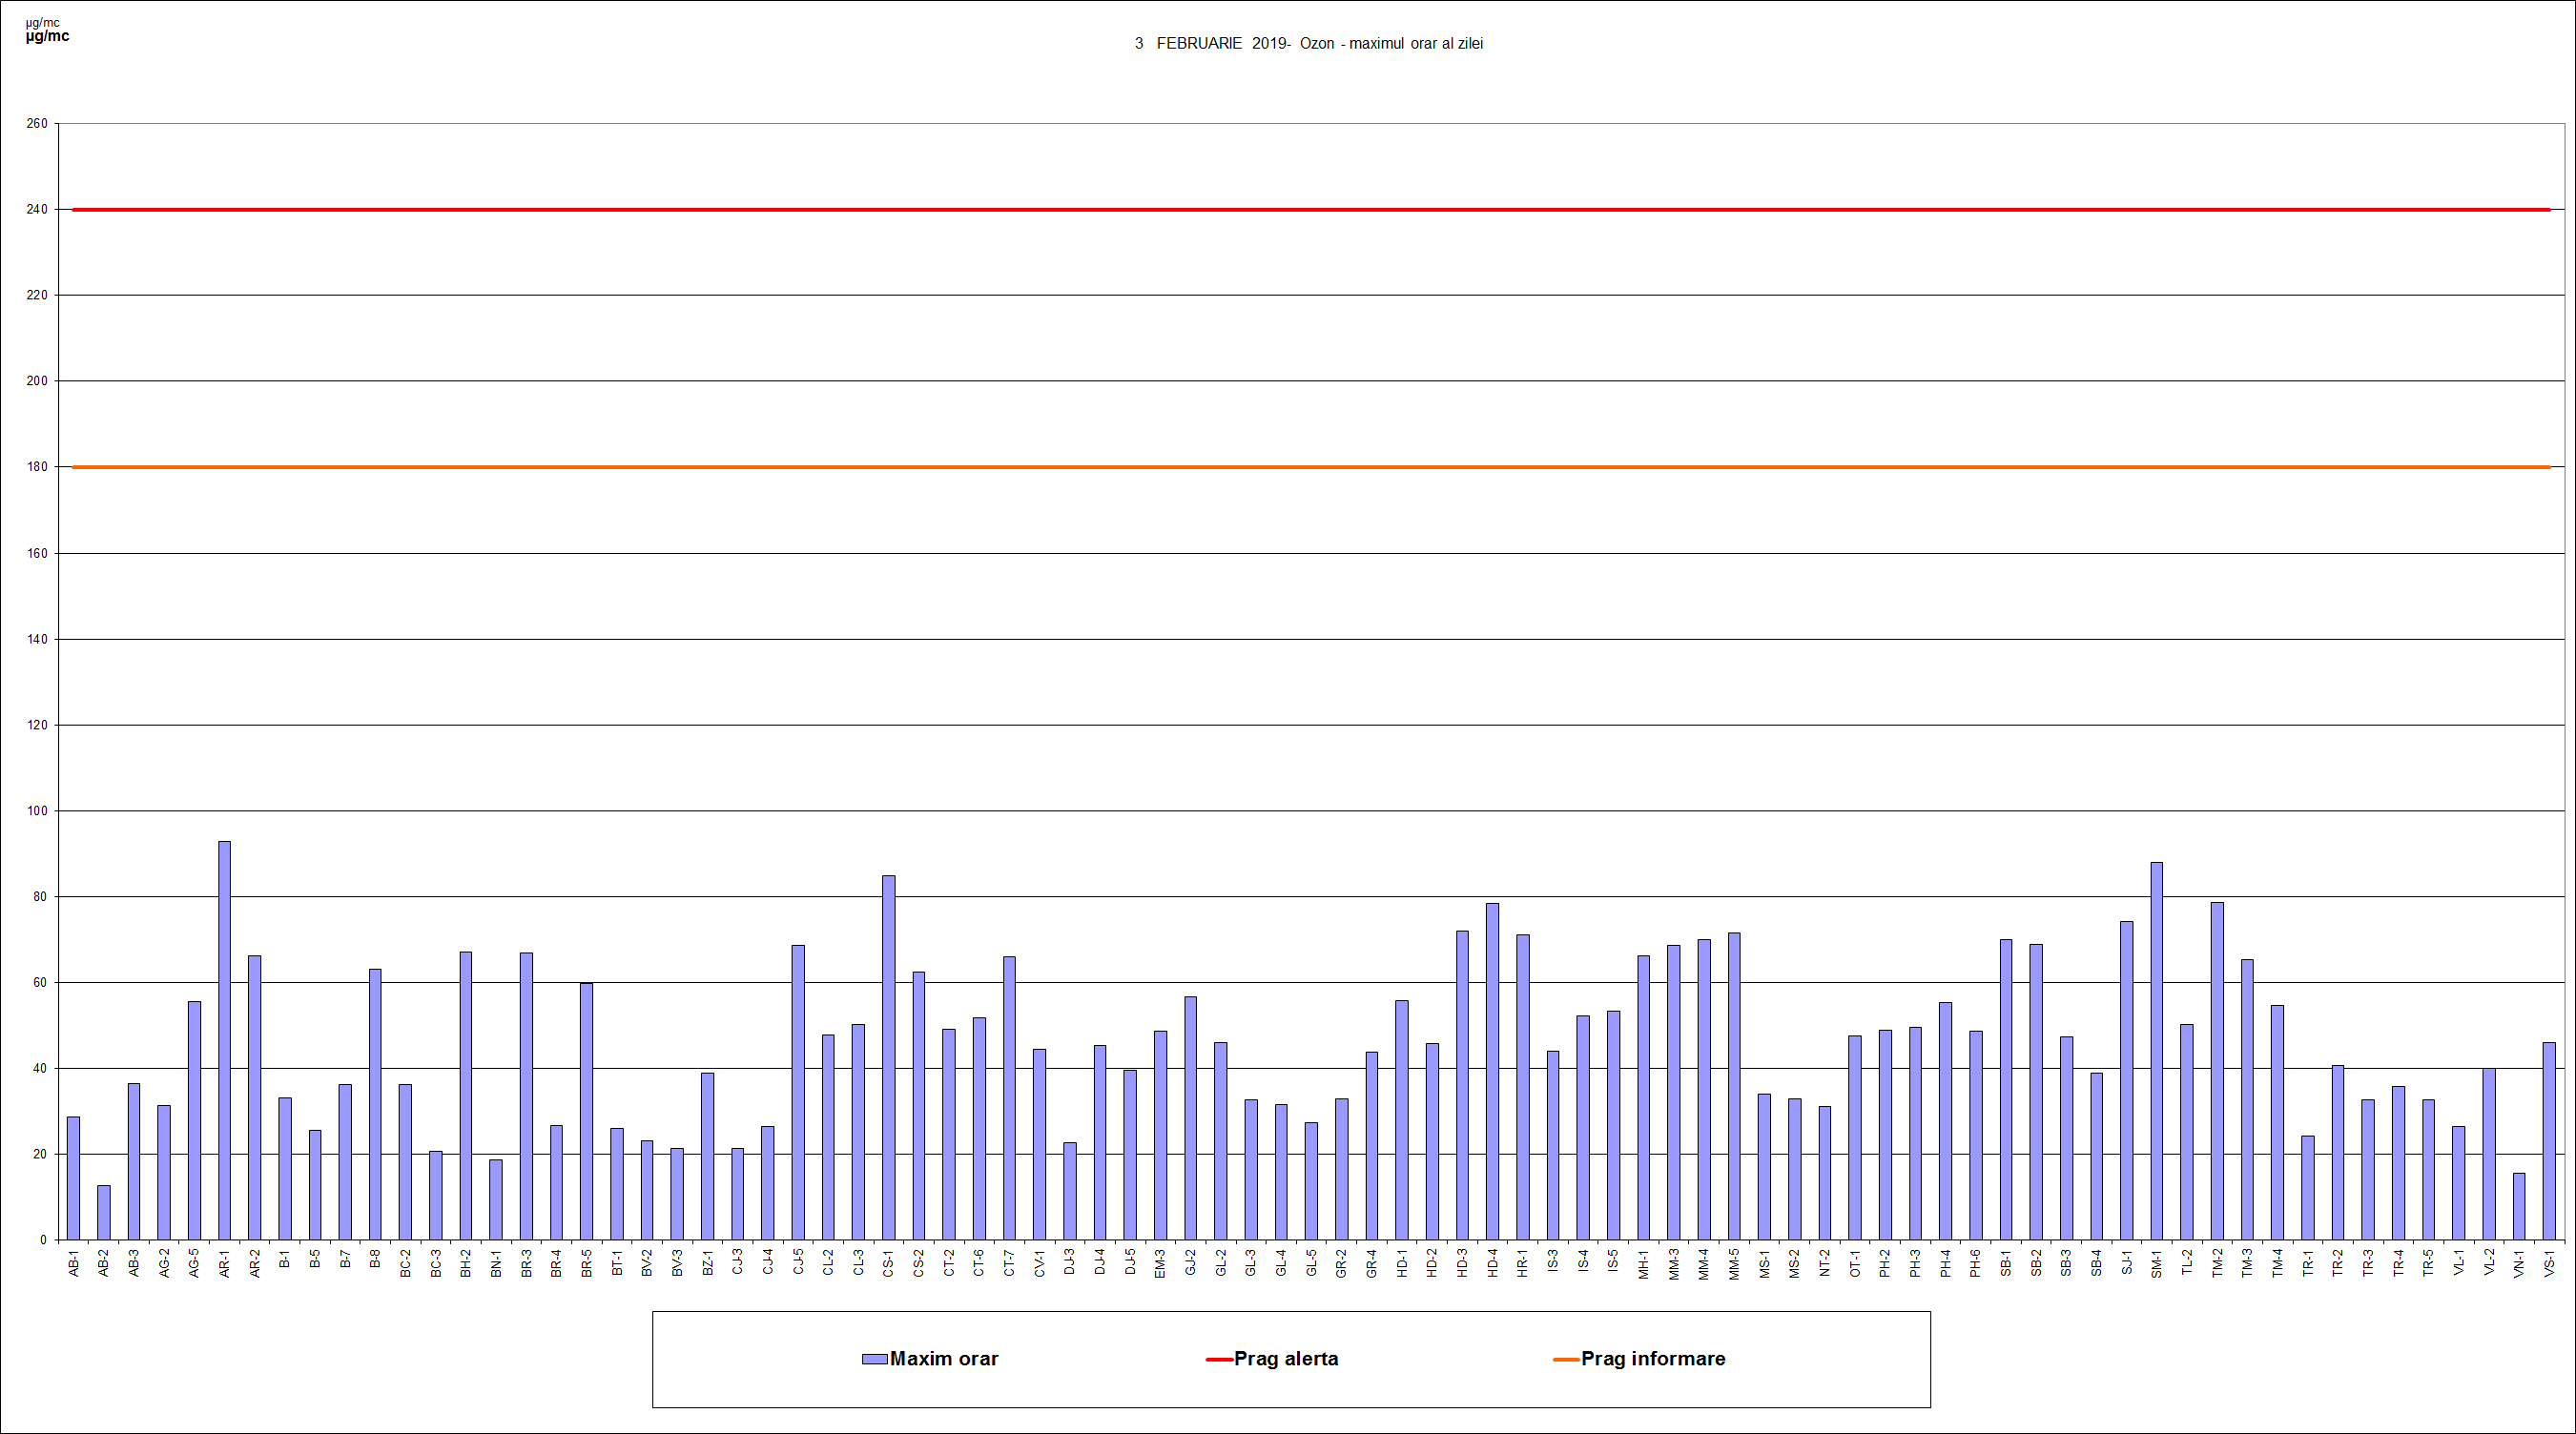 µg/mc
µg/mc
3 FEBRUARIE 2019- Ozon - maximul orar al zilei
260
240
220
200
180
160
140
120
100
80
60
40
20
0
AB-1 AB-2 AB-3 AG-2 AG-5 AR-1 AR-2 B-1 B-5 B-7 B-8 BC-2 BC-3 BH-2 BN-1 BR-3 BR-4 BR-5 BT-1 BV-2 BV-3 BZ-1 CJ-3 CJ-4 CJ-5 CL-2 CL-3 CS-1 CS-2 CT-2 CT-6 CT-7 CV-1 DJ-3 DJ-4 DJ-5 EM-3 GJ-2 GL-2 GL-3 GL-4 GL-5 GR-2 GR-4 HD-1 HD-2 HD-3 HD-4 HR-1 IS-3 IS-4 IS-5 MH-1 MM-3 MM-4 MM-5 MS-1 MS-2 NT-2 OT-1 PH-2 PH-3 PH-4 PH-6 SB-1 SB-2 SB-3 SB-4 SJ-1 SM-1 TL-2 TM-2 TM-3 TM-4 TR-1 TR-2 TR-3 TR-4 TR-5 VL-1 VL-2 VN-1 VS-1
Maxim orar Prag alerta Prag informare